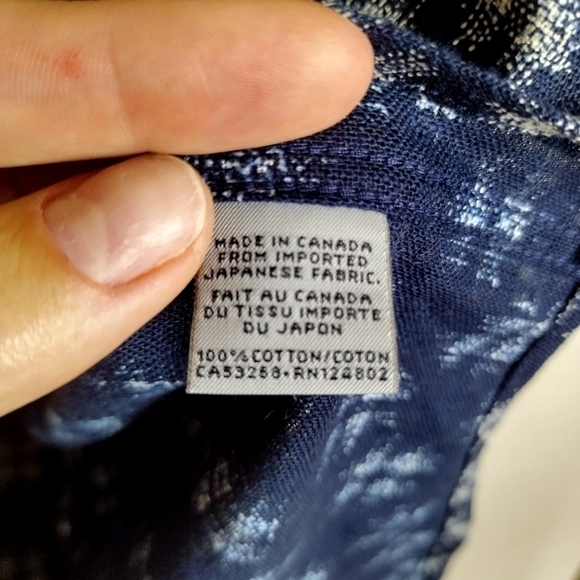 MADE IN CANADA
FROM IMPORTED
JAPANESE FABRIC.
FAIT AU CANADA
DU TISSU IMPORTE
DU JAPON
100% COTTON/COTON
CA53258•RN124802